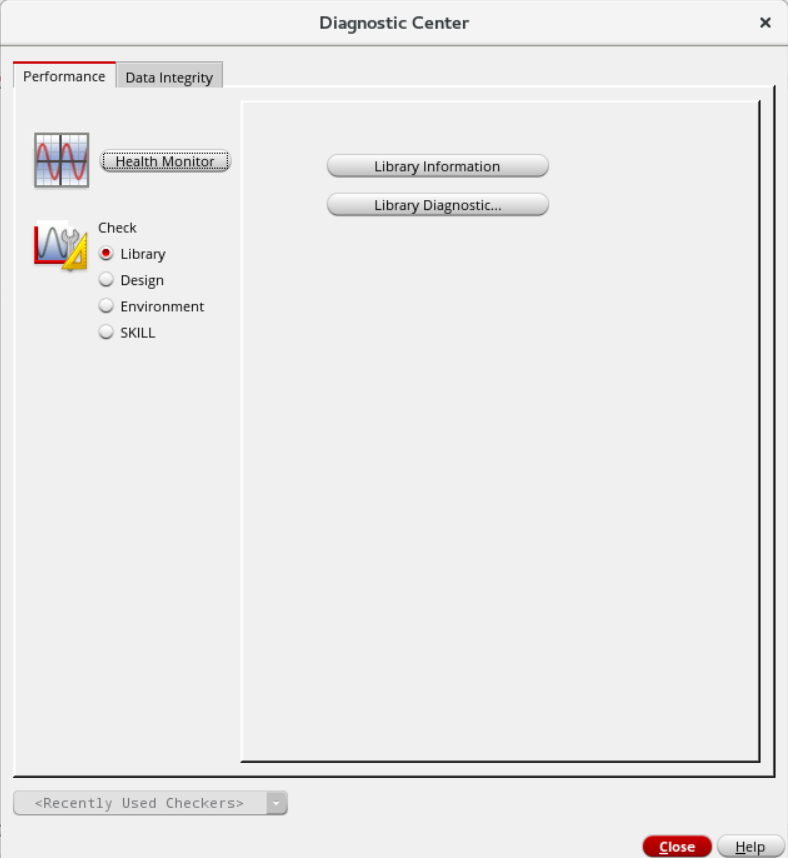 Diagnostic Center
Performance
Data Integrity
Health Monitor
Check
Library
Design
Environment
SKILL
Library Information
Library Diagnostic...
<Recently Used Checkers>
Close
Help